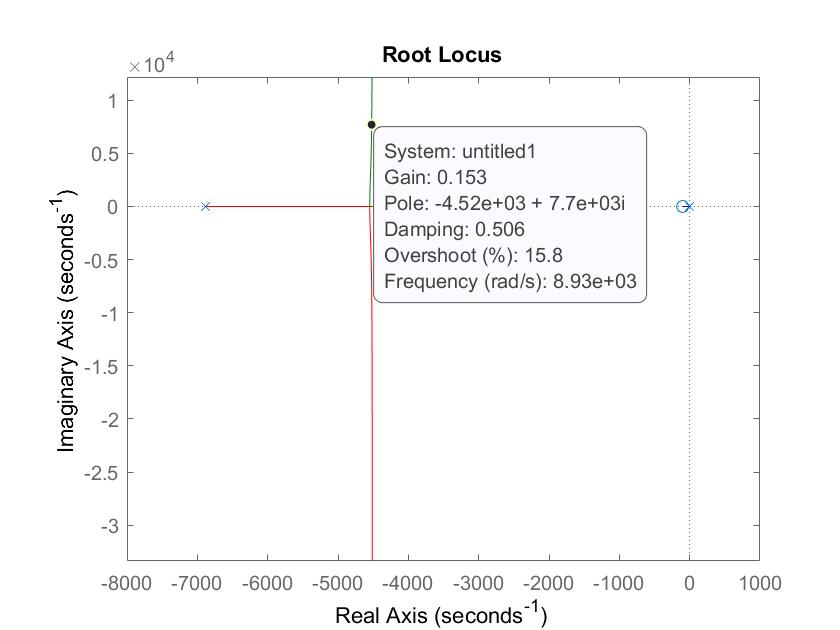 Root Locus
×10^4
1
0.5
0
-0.5
-1
-1.5
-2
-2.5
-3
Imaginary Axis (seconds^-1)
System: untitled1
Gain: 0.153
Pole: -4.52e+03 + 7.7e+03i
Damping: 0.506
Overshoot (%): 15.8
Frequency (rad/s): 8.93e+03
-8000 -7000 -6000 -5000 -4000 -3000 -2000 -1000 0 1000
Real Axis (seconds^-1)